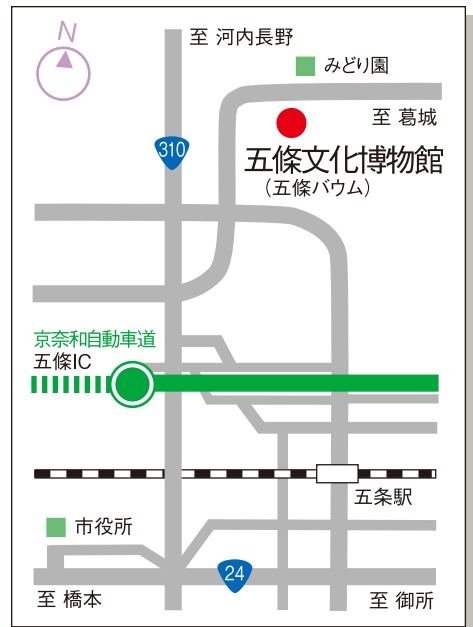 N
至 河内長野
みどり園
至 葛城
310
五條文化博物館
(五條バウム)
京奈和自動車道
五條IC
五条駅
市役所
24
至 橋本
至 御所